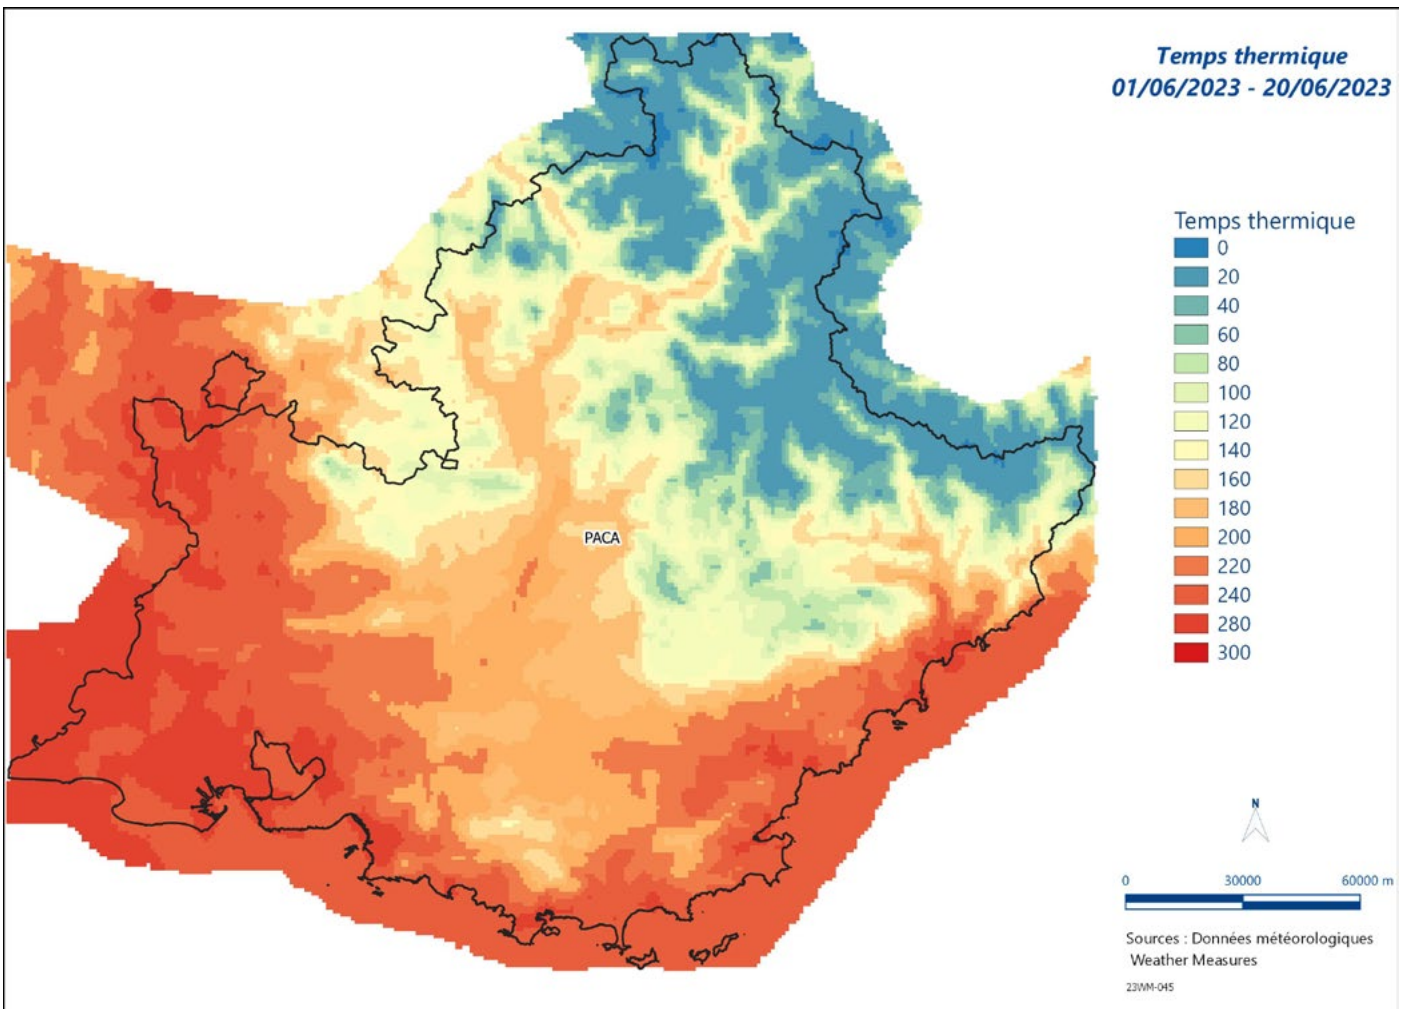 Temps thermique
01/06/2023 - 20/06/2023
Temps thermique
0
20
40
60
80
100
120
140
160
180
200
220
240
280
300
PACA
N
0 30000 60000 m
Sources : Données météorologiques
Weather Measures
23WM-045